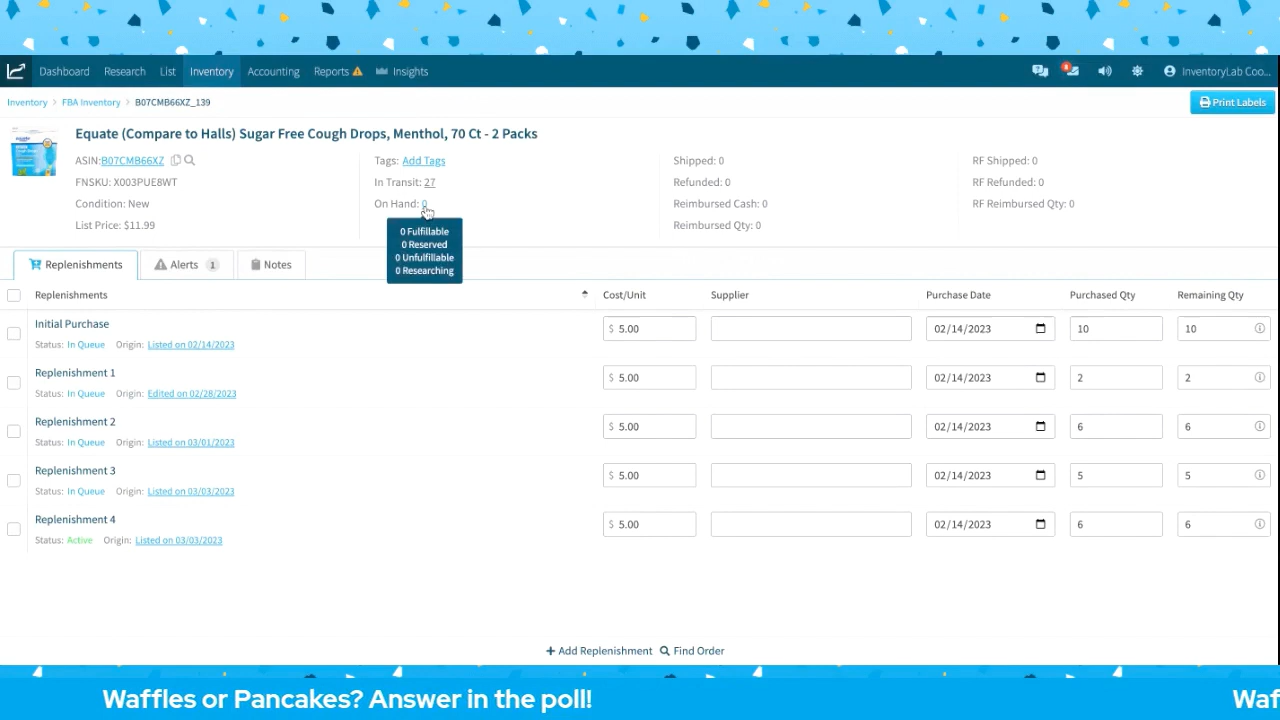 Dashboard Research List Inventory Accounting Reports Insights
8 InventoryLab Coo...
Inventory > FBA Inventory > B07CMB66XZ_139 Print Labels
Equate (Compare to Halls) Sugar Free Cough Drops, Menthol, 70 Ct - 2 Packs
ASIN:B07CMB66XZ Tags: Add Tags Shipped: 0 RF Shipped: 0
FNSKU: X003PUE8WT In Transit: 27 Refunded: 0 RF Refunded: 0
Condition: New On Hand: 0 Reimbursed Cash: 0 RF Reimbursed Qty: 0
List Price: $11.99 Reimbursed Qty: 0
0 Fulfillable
0 Reserved
0 Unfulfillable
0 Researching
Replenishments Alerts 1 Notes
Replenishments Cost/Unit Supplier Purchase Date Purchased Qty Remaining Qty
Initial Purchase
$ 5.00 02/14/2023 10 10
Status: In Queue Origin: Listed on 02/14/2023
Replenishment 1
$ 5.00 02/14/2023 2 2
Status: In Queue Origin: Edited on 02/28/2023
Replenishment 2
$ 5.00 02/14/2023 6 6
Status: In Queue Origin: Listed on 03/01/2023
Replenishment 3
$ 5.00 02/14/2023 5 5
Status: In Queue Origin: Listed on 03/03/2023
Replenishment 4
$ 5.00 02/14/2023 6 6
Status: Active Origin: Listed on 03/03/2023
+ Add Replenishment Find Order
Waffles or Pancakes? Answer in the poll! Waf